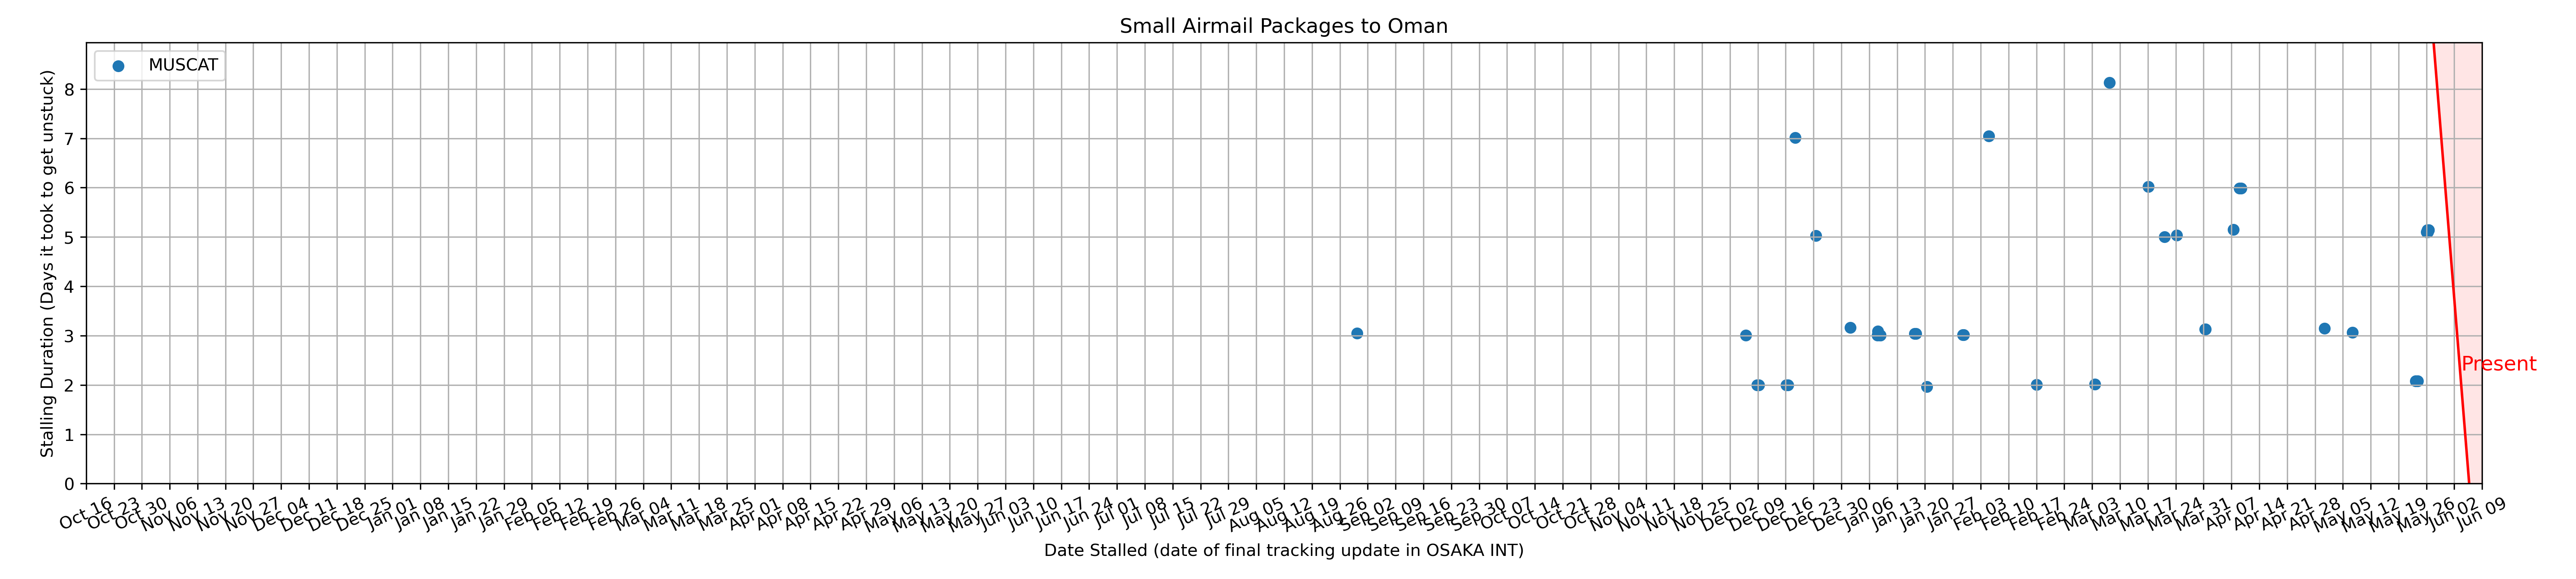 Small Airmail Packages to Oman
MUSCAT
8
7
6
5
4
3
2
1
0
Stalling Duration (Days it took to get unstuck)
Present
Oct 16
Oct 23
Oct 30
Nov 06
Nov 13
Nov 20
Nov 27
Dec 04
Dec 11
Dec 18
Dec 25
Jan 01
Jan 08
Jan 15
Jan 22
Jan 29
Feb 05
Feb 12
Feb 19
Feb 26
Mar 04
Mar 11
Mar 18
Mar 25
Apr 01
Apr 08
Apr 15
Apr 22
Apr 29
May 06
May 13
May 20
May 27
Jun 03
Jun 10
Jun 17
Jun 24
Jul 01
Jul 08
Jul 15
Jul 22
Jul 29
Aug 05
Aug 12
Aug 19
Aug 26
Sep 02
Sep 09
Sep 16
Sep 23
Sep 30
Oct 07
Oct 14
Oct 21
Oct 28
Nov 04
Nov 11
Nov 18
Nov 25
Dec 02
Dec 09
Dec 16
Dec 23
Dec 30
Jan 06
Jan 13
Jan 20
Jan 27
Feb 03
Feb 10
Feb 17
Feb 24
Mar 03
Mar 10
Mar 17
Mar 24
Mar 31
Apr 07
Apr 14
Apr 21
Apr 28
May 05
May 12
May 19
May 26
Jun 02
Jun 09
Date Stalled (date of final tracking update in OSAKA INT)